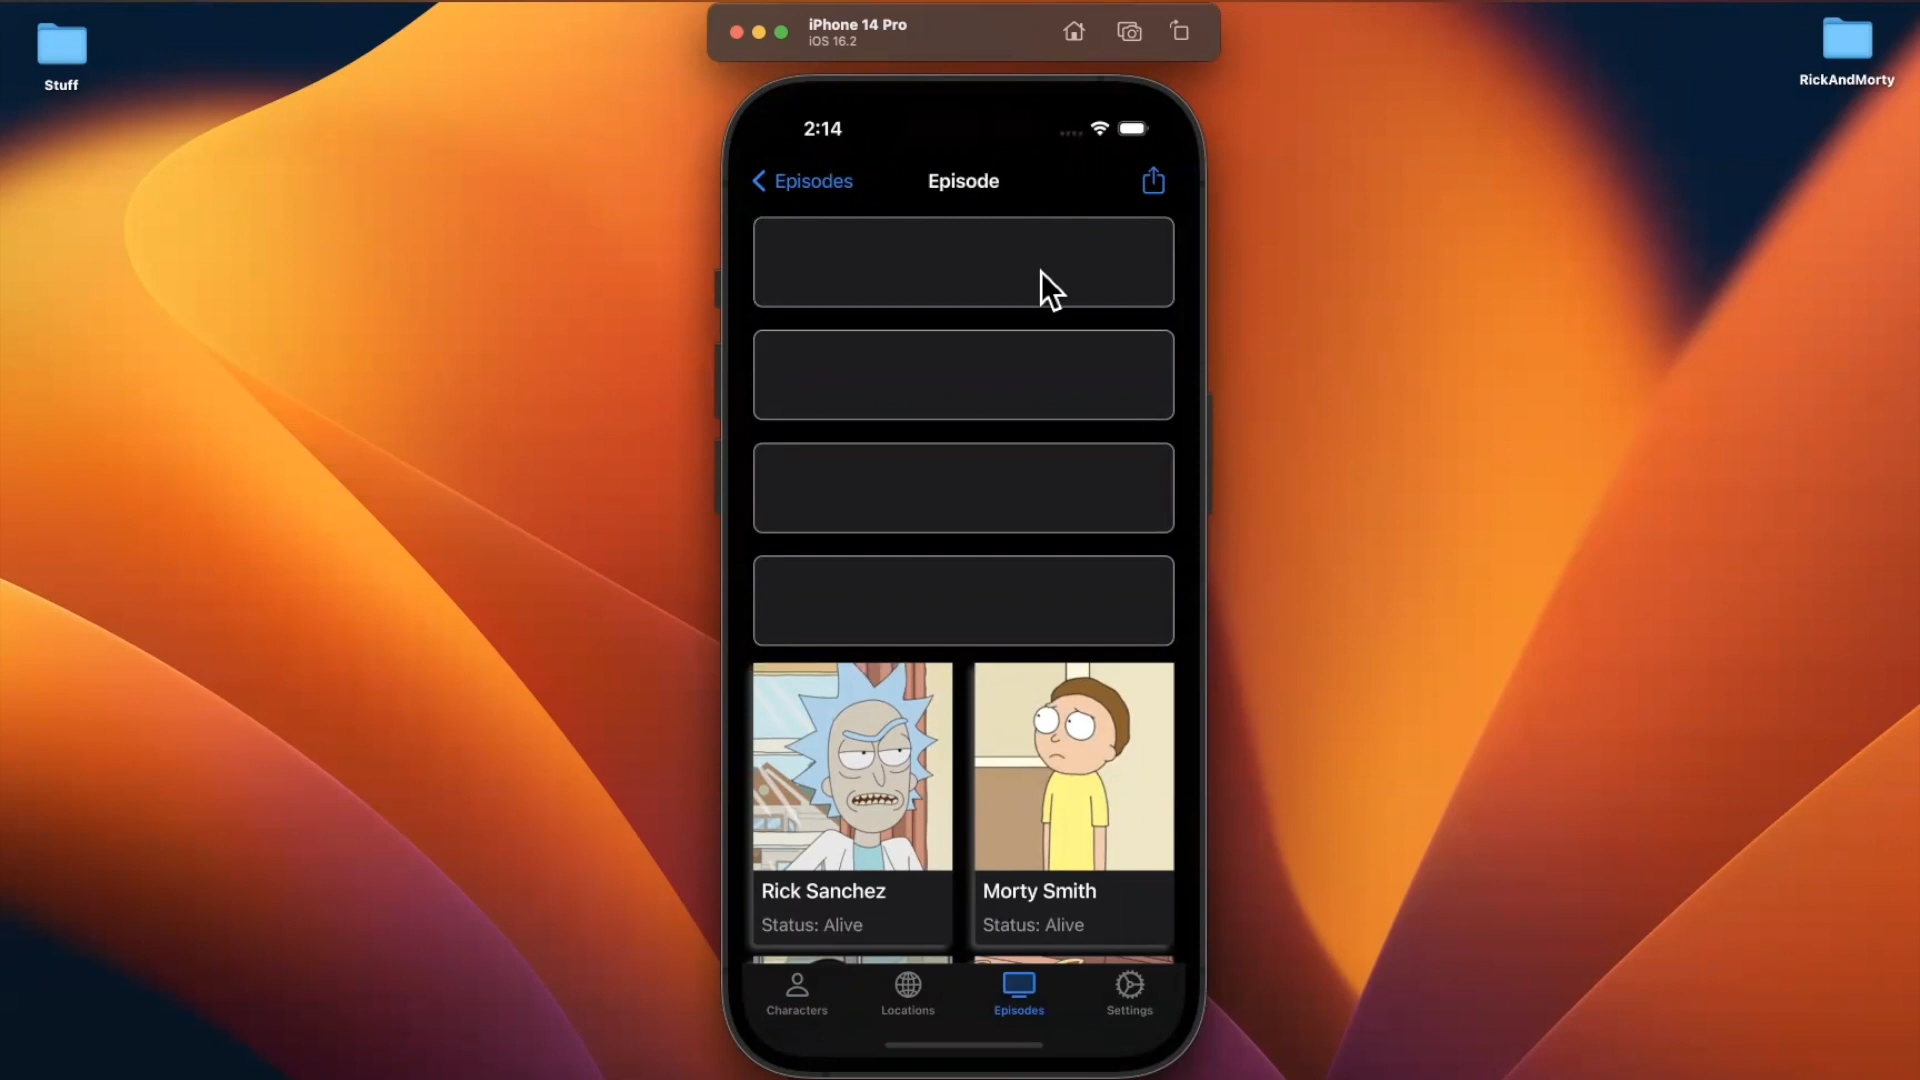 iPhone 14 Pro
iOS 16.2
Stuff
RickAndMorty
2:14
Episodes
Episode
Rick Sanchez
Morty Smith
Status: Alive
Status: Alive
Characters
Locations
Episodes
Settings